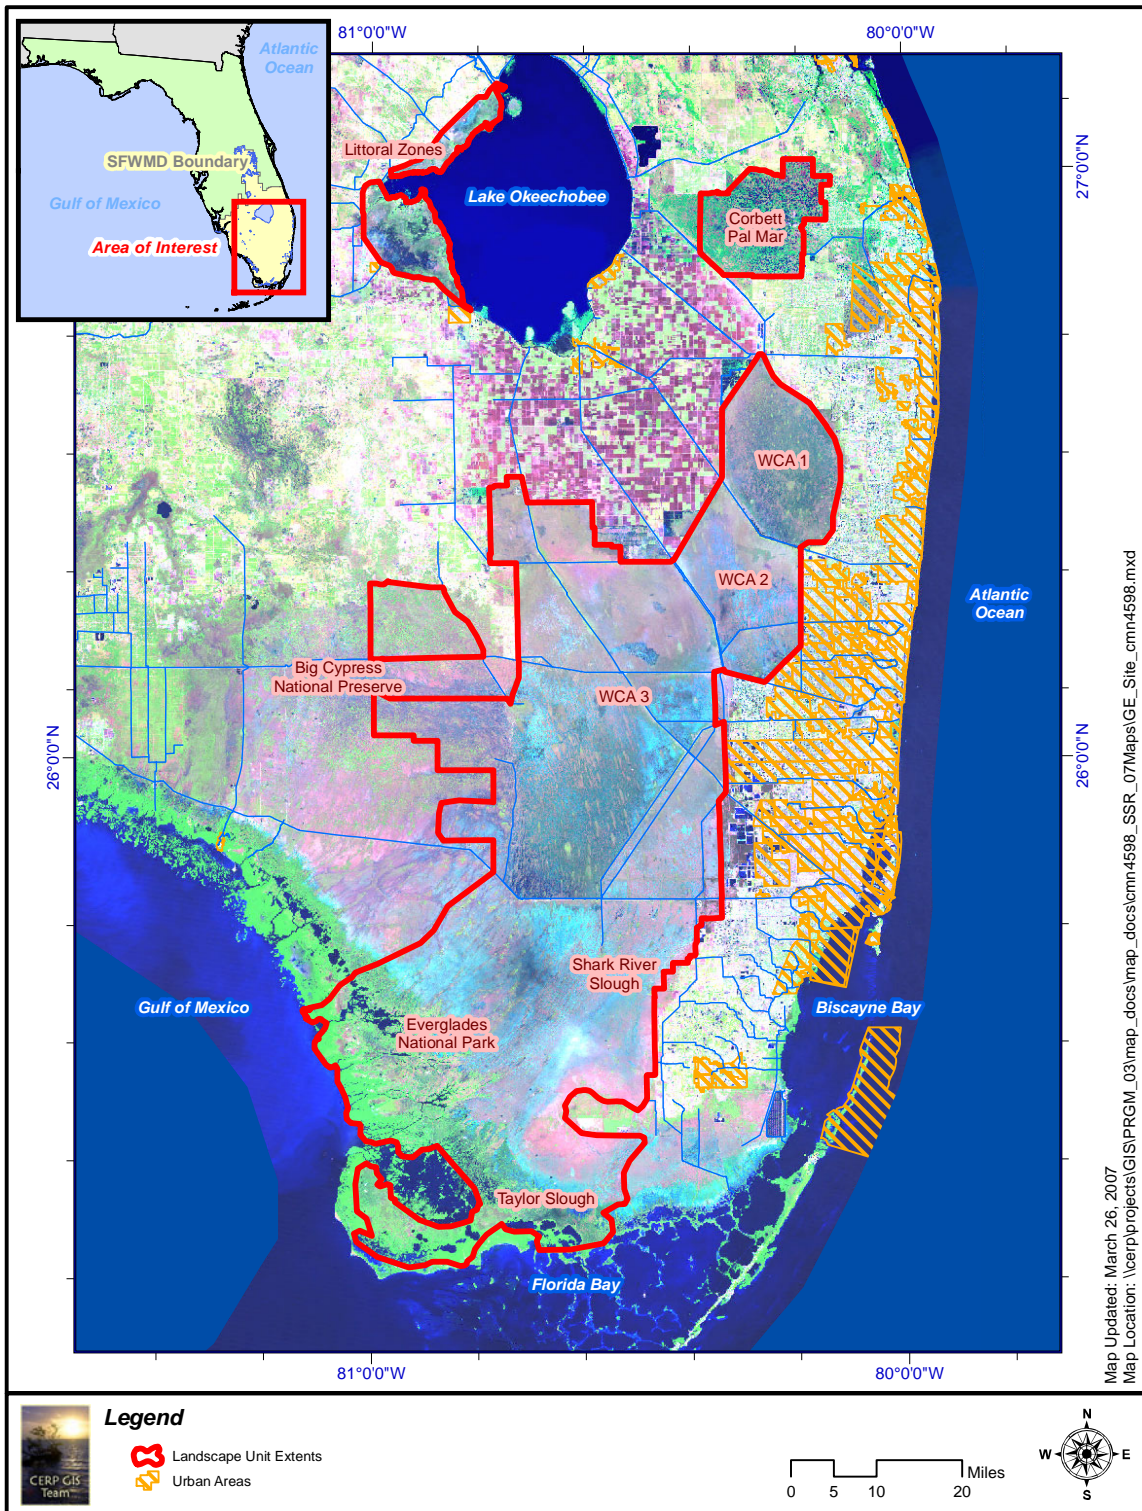 81°0'0"W
80°0'0"W
Atlantic
Ocean
SFWMD Boundary
Gulf of Mexico
Area of Interest
Littoral Zones
Lake Okeechobee
Corbett
Pal Mar
27°0'0"N
27°0'0"N
WCA 1
WCA 2
Atlantic
Ocean
Big Cypress
National Preserve
WCA 3
26°0'0"N
26°0'0"N
Shark River
Slough
Gulf of Mexico
Biscayne Bay
Everglades
National Park
Taylor Slough
Florida Bay
81°0'0"W
80°0'0"W
Map Updated: March 26, 2007
Map Location: \\cerp\projects\GIS\PRGM_03\map_docs\map_docs\cmn4598_SSR_07Maps\GE_Site_cmn4598.mxd
Legend
Landscape Unit Extents
Urban Areas
CERP GIS
Team
Miles
0 5 10 20
N
W E
S